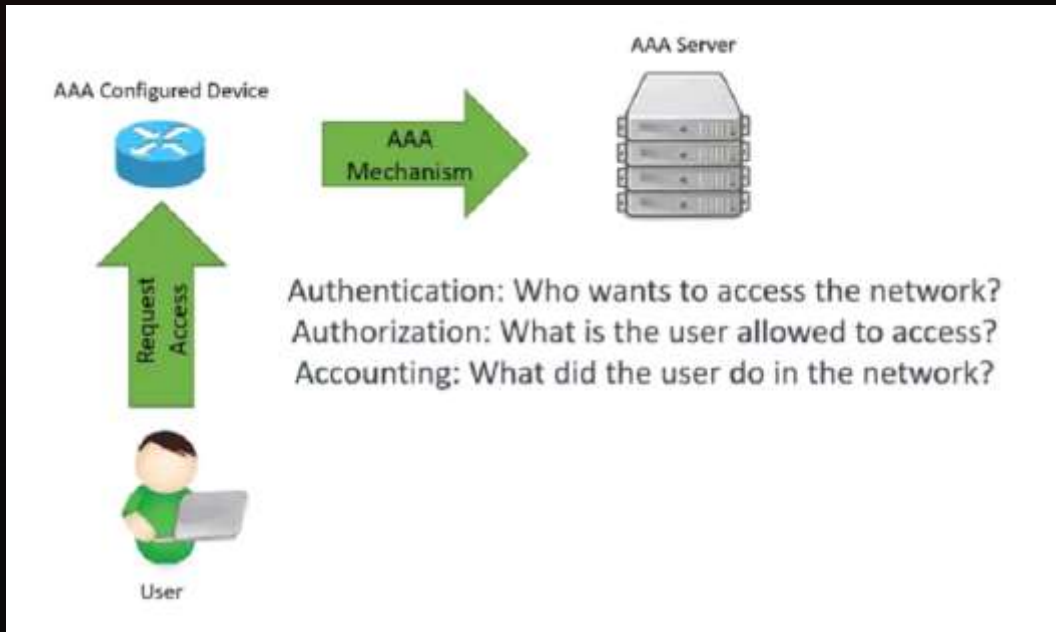 AAA Server
AAA Configured Device
AAA
Mechanism
Request
Access
Authentication: Who wants to access the network?
Authorization: What is the user allowed to access?
Accounting: What did the user do in the network?
User